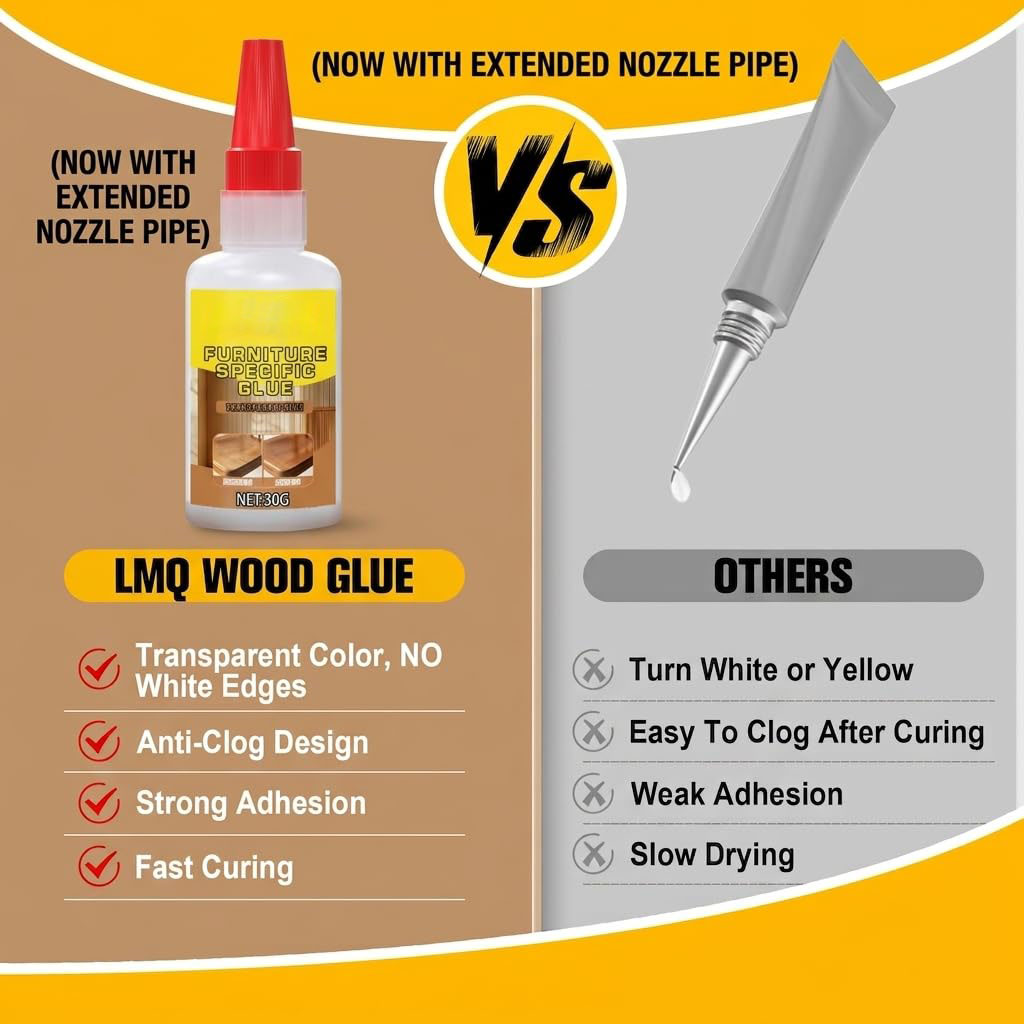 (NOW WITH EXTENDED NOZZLE PIPE)
VS
(NOW WITH
EXTENDED
NOZZLE PIPE)
FURNITURE
SPECIFIC
GLUE
NET:30G
LMQ WOOD GLUE
Transparent Color, NO
White Edges
Anti-Clog Design
Strong Adhesion
Fast Curing
OTHERS
Turn White or Yellow
Easy To Clog After Curing
Weak Adhesion
Slow Drying